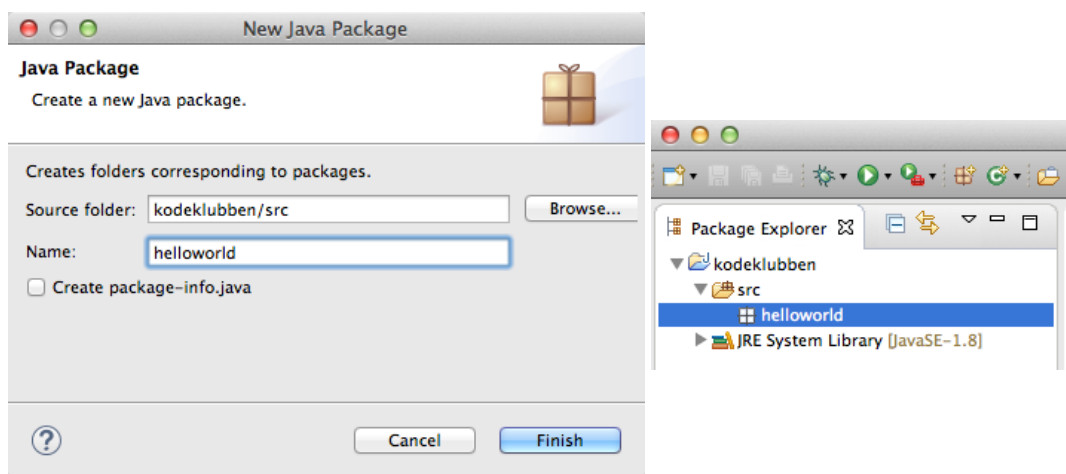 New Java Package
Java Package
Create a new Java package.
Creates folders corresponding to packages.
Source folder: kodeklubben/src Browse...
Name: helloworld
Create package-info.java
? Cancel Finish
Package Explorer
kodeklubben
src
helloworld
JRE System Library [JavaSE-1.8]